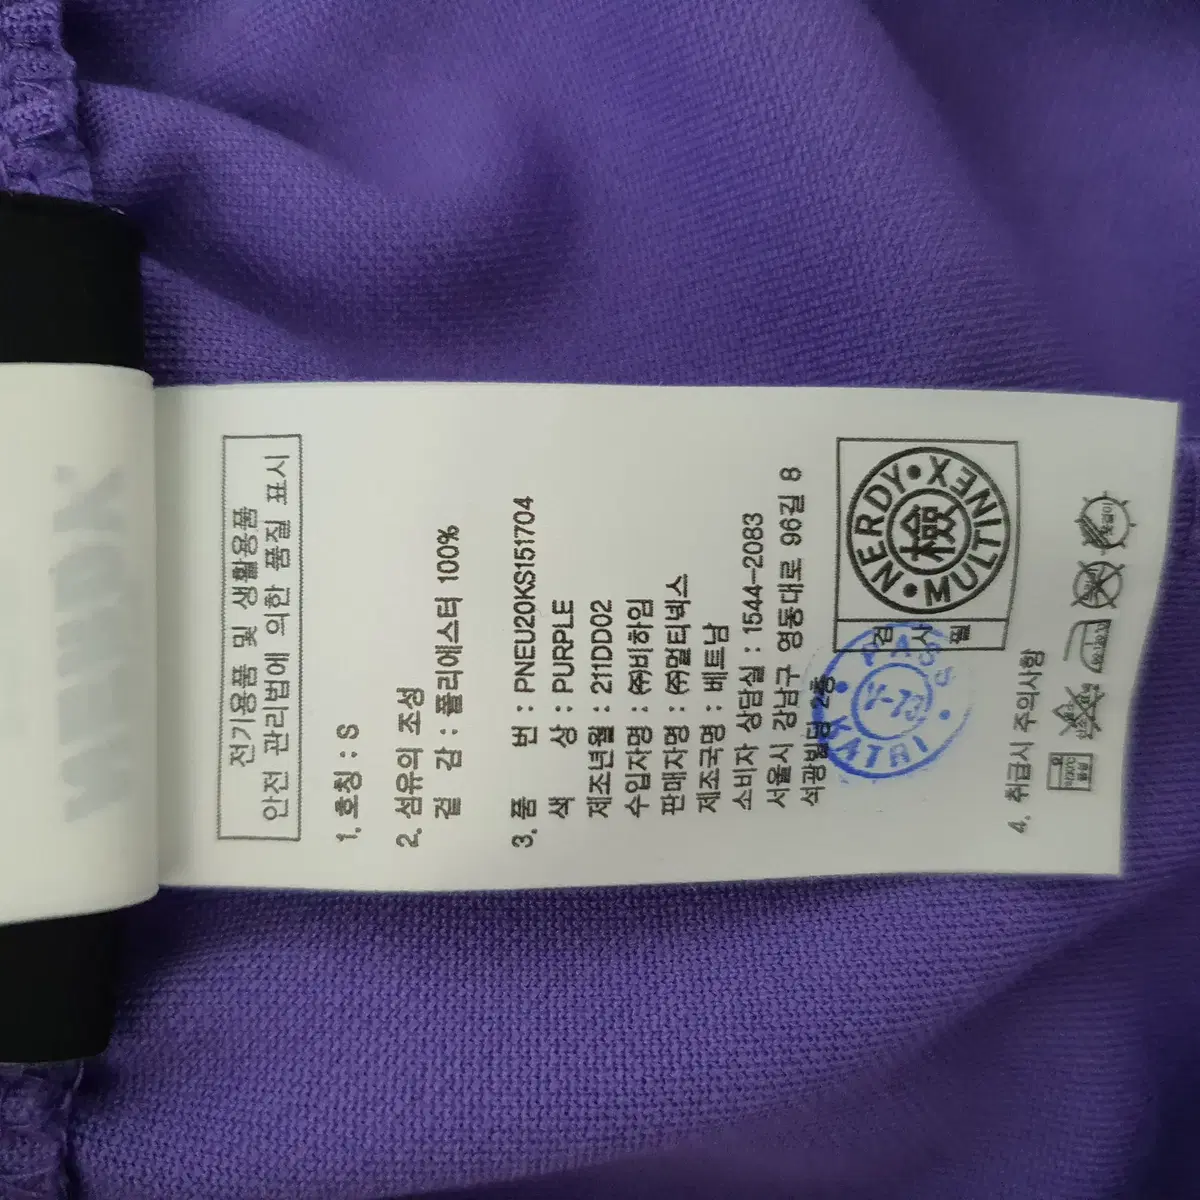 전기용품 및 생활용품
안전 관리법에 의한 품질 표시
1. 호칭 : S
2. 섬유의 조성
겉 감 : 폴리에스터 100%
3. 품 번 : PNEU20KS151704
색 상 : PURPLE
제조년월 : 211DD02
수입자명 : ㈜비하임
판매자명 : ㈜멀티넥스
제조국명 : 베트남
소비자 상담실 : 1544-2083
서울시 강남구 영동대로 96길 8
석광빌딩 2층
NERDY • MULTINEX •
檢
검 사 필
PASS
KATRI
4. 취급시 주의사항